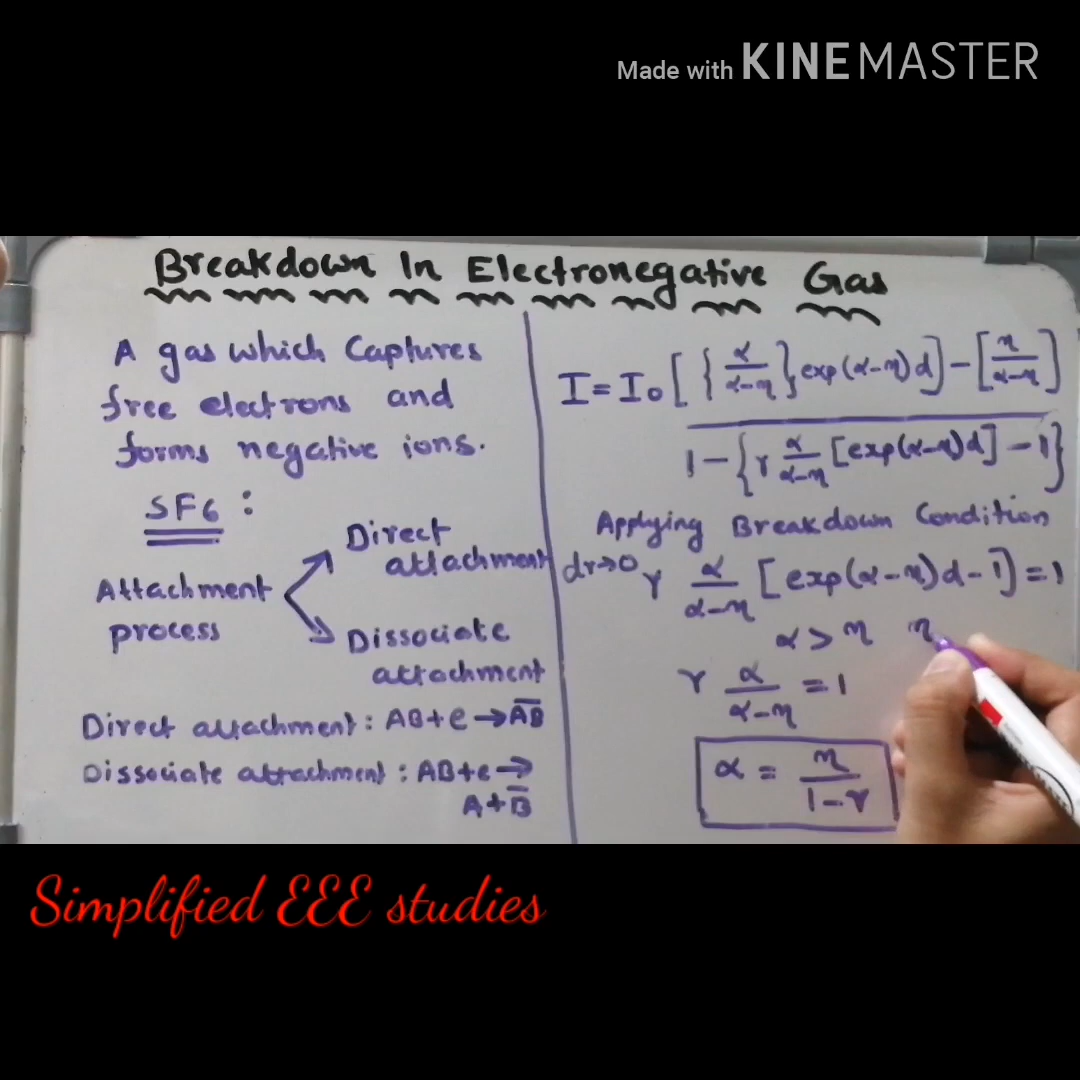 Made with KINEMASTER
Breakdown In Electronegative Gas
A gas which Captures
free electrons and
forms negative ions.
SF6 :
Attachment
process
Direct
attachment
Dissociate
attachment
Direct attachment : AB + e → A̅B̅
Dissociate attachment : AB + e →
A + B̅
I = I₀ [ { α/(α-η) } exp(α-η)d ] - [ η/(α-η) ]
1 - { γ α/(α-η) [exp(α-η)d] - 1 }
Applying Breakdown Condition
dr→0 γ α/(α-η) [exp(α-η)d - 1] = 1
α > η η
γ α/(α-η) = 1
α = η/(1-γ)
Simplified EEE studies